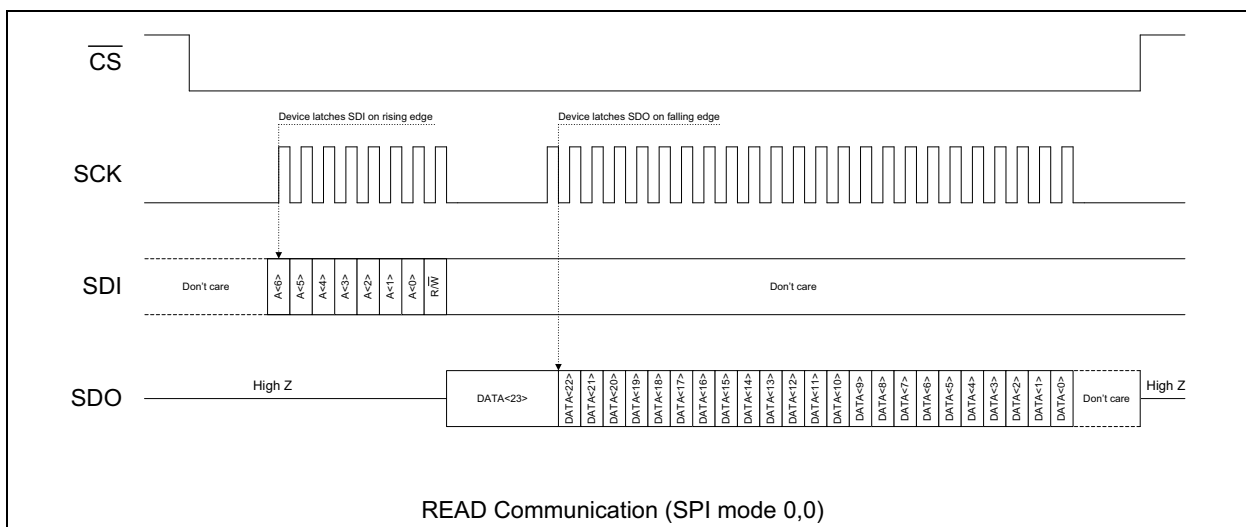 CS
Device latches SDI on rising edge
Device latches SDO on falling edge
SCK
SDI
Don't care
A<6>
A<5>
A<4>
A<3>
A<2>
A<1>
A<0>
R/W
Don't care
SDO
High Z
DATA<23>
DATA<22>
DATA<21>
DATA<20>
DATA<19>
DATA<18>
DATA<17>
DATA<16>
DATA<15>
DATA<14>
DATA<13>
DATA<12>
DATA<11>
DATA<10>
DATA<9>
DATA<8>
DATA<7>
DATA<6>
DATA<5>
DATA<4>
DATA<3>
DATA<2>
DATA<1>
DATA<0>
Don't care
High Z
READ Communication (SPI mode 0,0)